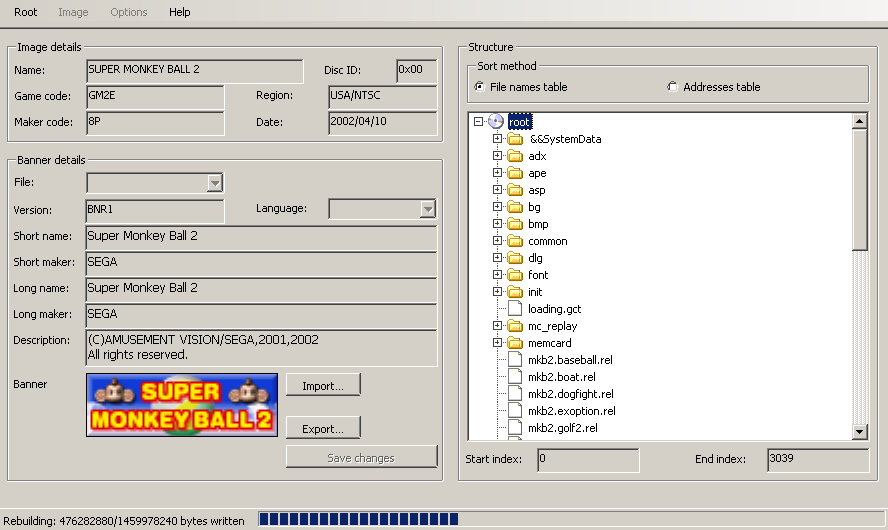 Root Image Options Help
Image details
Name: SUPER MONKEY BALL 2 Disc ID: 0x00
Game code: GM2E Region: USA/NTSC
Maker code: 8P Date: 2002/04/10
Banner details
File:
Version: BNR1 Language:
Short name: Super Monkey Ball 2
Short maker: SEGA
Long name: Super Monkey Ball 2
Long maker: SEGA
Description: (C)AMUSEMENT VISION/SEGA,2001,2002
All rights reserved.
Banner
SUPER
MONKEY BALL 2
Import...
Export...
Save changes
Structure
Sort method
File names table Addresses table
root
&&SystemData
adx
ape
asp
bg
bmp
common
dlg
font
init
loading.gct
mc_replay
memcard
mkb2.baseball.rel
mkb2.boat.rel
mkb2.dogfight.rel
mkb2.exoption.rel
mkb2.golf2.rel
Start index: 0 End index: 3039
Rebuilding: 476282880/1459978240 bytes written